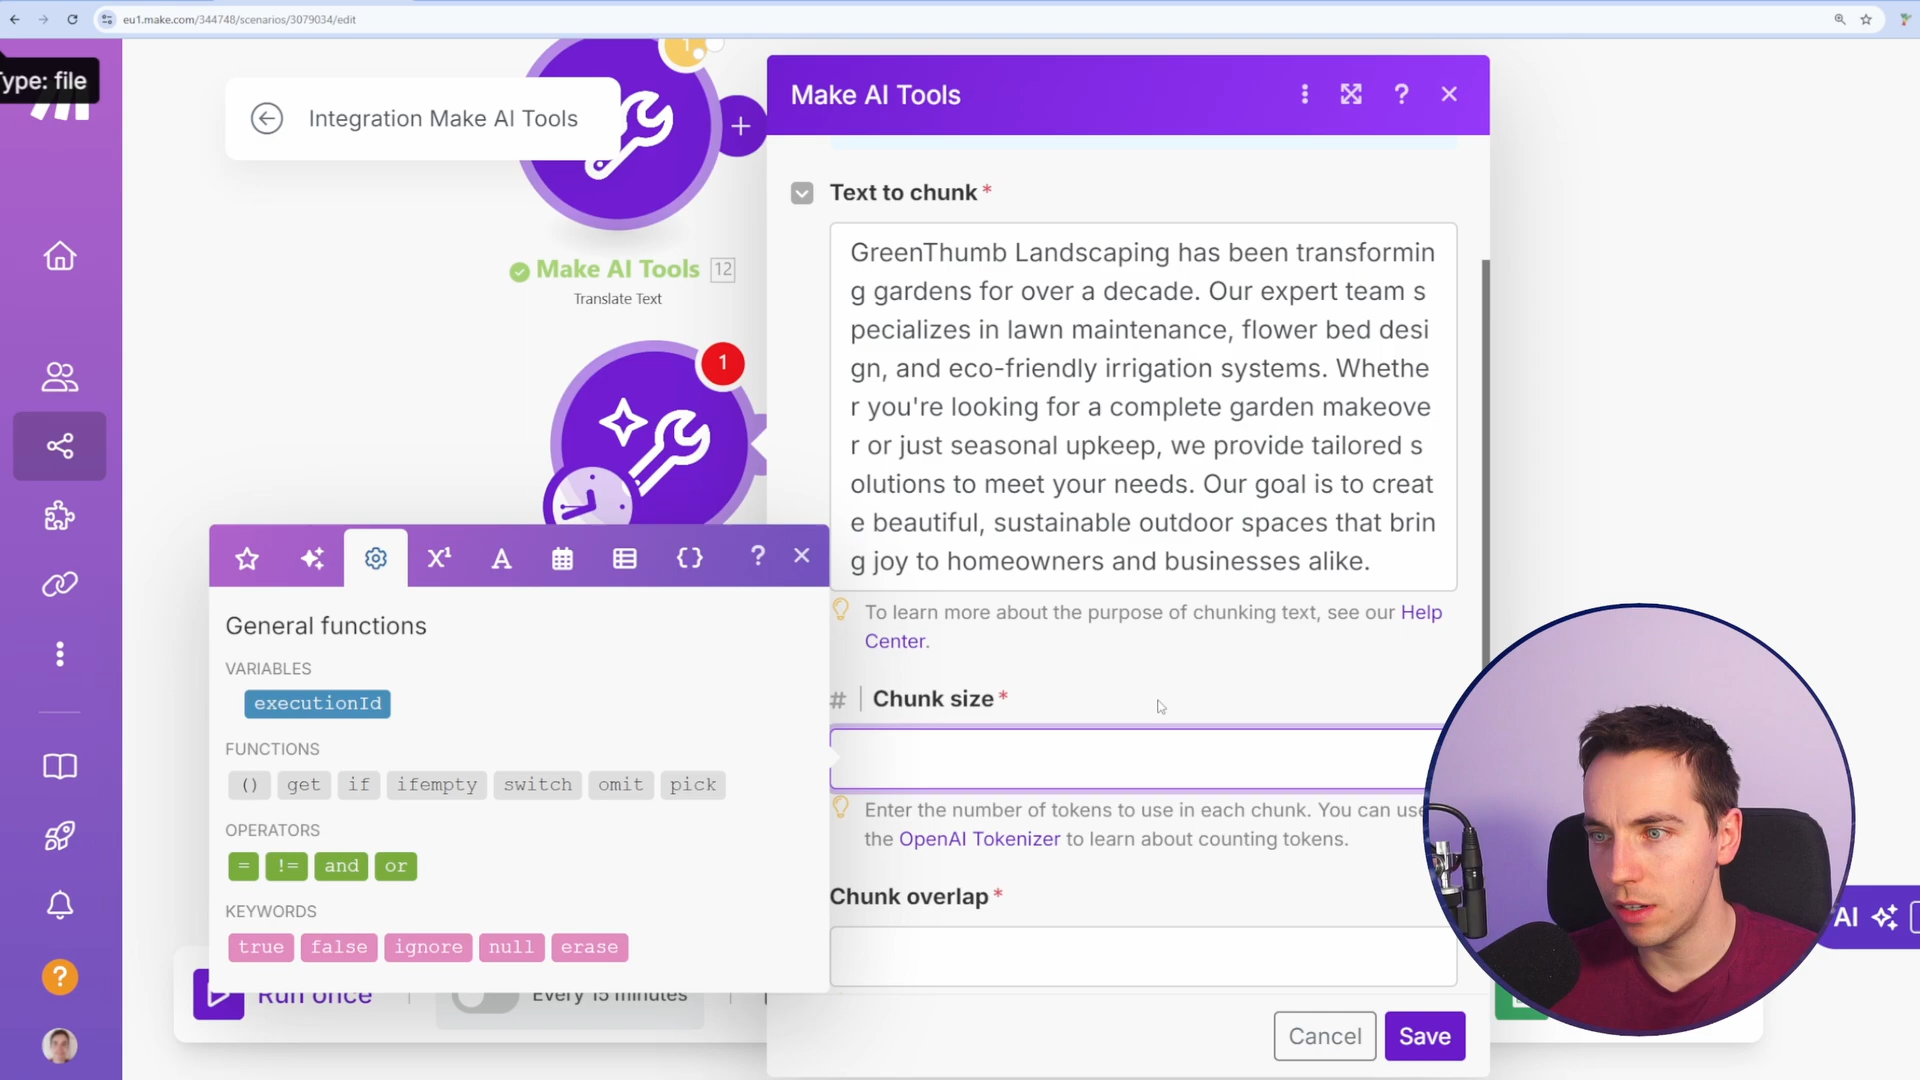 eu1.make.com/344748/scenarios/3079034/edit
ype: file
Integration Make AI Tools
Make AI Tools 12
Translate Text
1
Make AI Tools
?
Text to chunk *
GreenThumb Landscaping has been transformin
g gardens for over a decade. Our expert team s
pecializes in lawn maintenance, flower bed desi
gn, and eco-friendly irrigation systems. Whethe
r you're looking for a complete garden makeove
r or just seasonal upkeep, we provide tailored s
olutions to meet your needs. Our goal is to creat
e beautiful, sustainable outdoor spaces that brin
g joy to homeowners and businesses alike.
To learn more about the purpose of chunking text, see our Help
Center.
# Chunk size *
Enter the number of tokens to use in each chunk. You can use
the OpenAI Tokenizer to learn about counting tokens.
Chunk overlap *
Cancel Save
X¹ A {} ?
General functions
VARIABLES
executionId
FUNCTIONS
() get if ifempty switch omit pick
OPERATORS
= != and or
KEYWORDS
true false ignore null erase
Run once
Every 15 minutes
?
AI